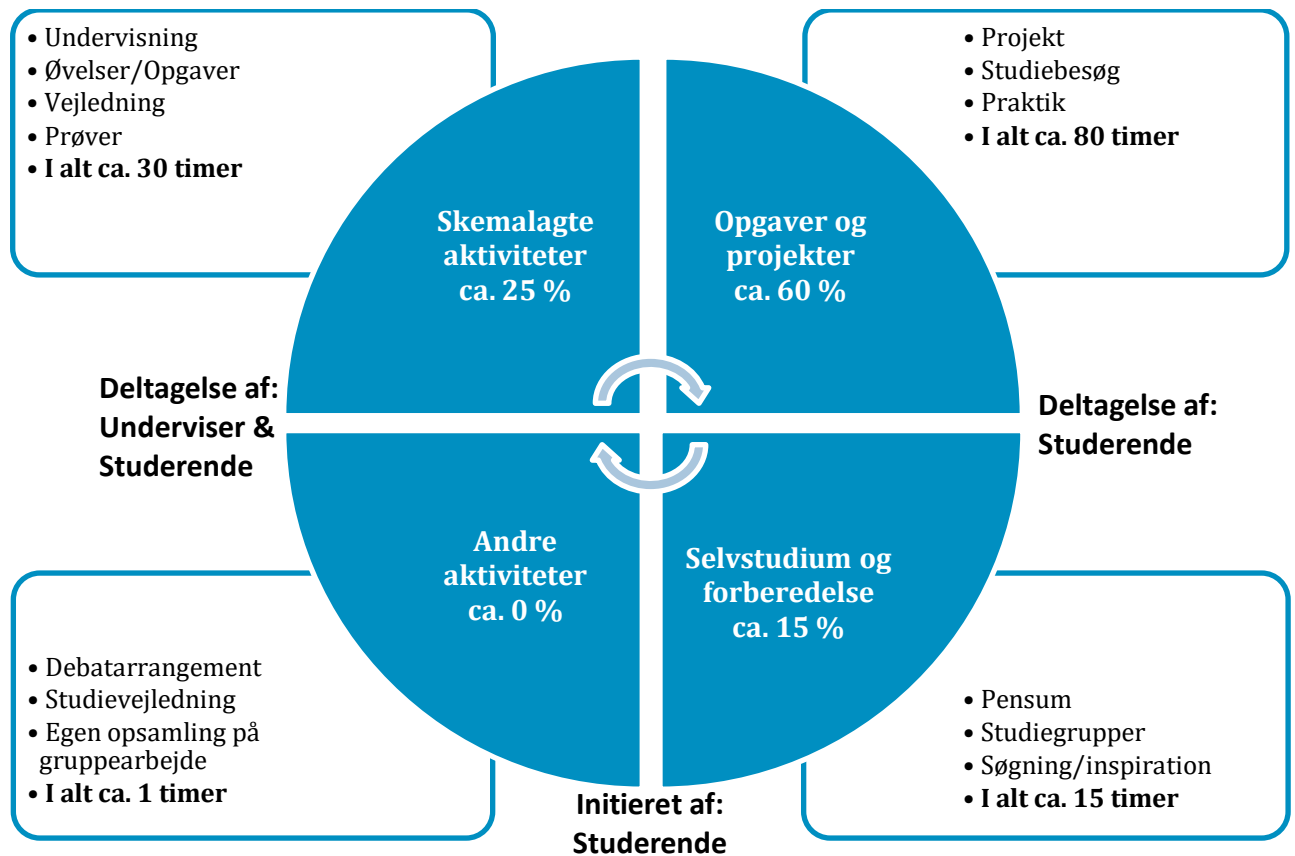 • Undervisning
• Øvelser/Opgaver
• Vejledning
• Prøver
• I alt ca. 30 timer
• Projekt
• Studiebesøg
• Praktik
• I alt ca. 80 timer
Skemalagte
aktiviteter
ca. 25 %
Opgaver og
projekter
ca. 60 %
Deltagelse af:
Underviser &
Studerende
Deltagelse af:
Studerende
Andre
aktiviteter
ca. 0 %
Selvstudium og
forberedelse
ca. 15 %
• Debatarrangement
• Studievejledning
• Egen opsamling på
gruppearbejde
• I alt ca. 1 timer
• Pensum
• Studiegrupper
• Søgning/inspiration
• I alt ca. 15 timer
Initieret af:
Studerende